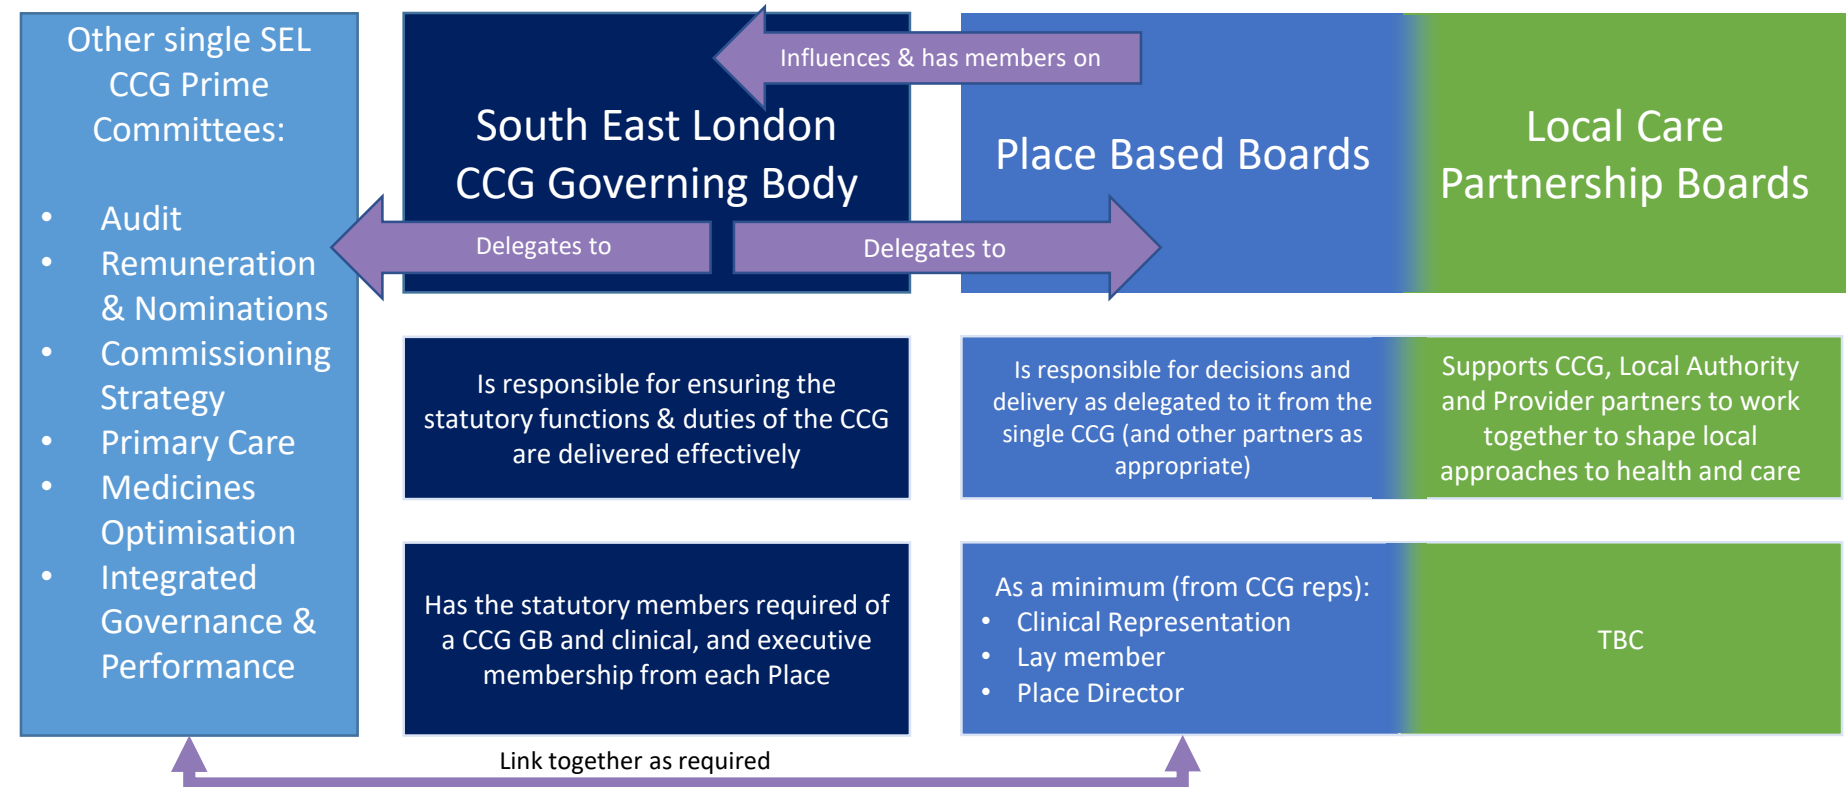 Other single SEL
CCG Prime
Committees:
• Audit
• Remuneration
& Nominations
• Commissioning
Strategy
• Primary Care
• Medicines
Optimisation
• Integrated
Governance &
Performance
South East London
CCG Governing Body
Influences & has members on
Delegates to
Delegates to
Place Based Boards
Local Care
Partnership Boards
Is responsible for ensuring the
statutory functions & duties of the CCG
are delivered effectively
Is responsible for decisions and
delivery as delegated to it from the
single CCG (and other partners as
appropriate)
Supports CCG, Local Authority
and Provider partners to work
together to shape local
approaches to health and care
Has the statutory members required of
a CCG GB and clinical, and executive
membership from each Place
As a minimum (from CCG reps):
• Clinical Representation
• Lay member
• Place Director
TBC
Link together as required